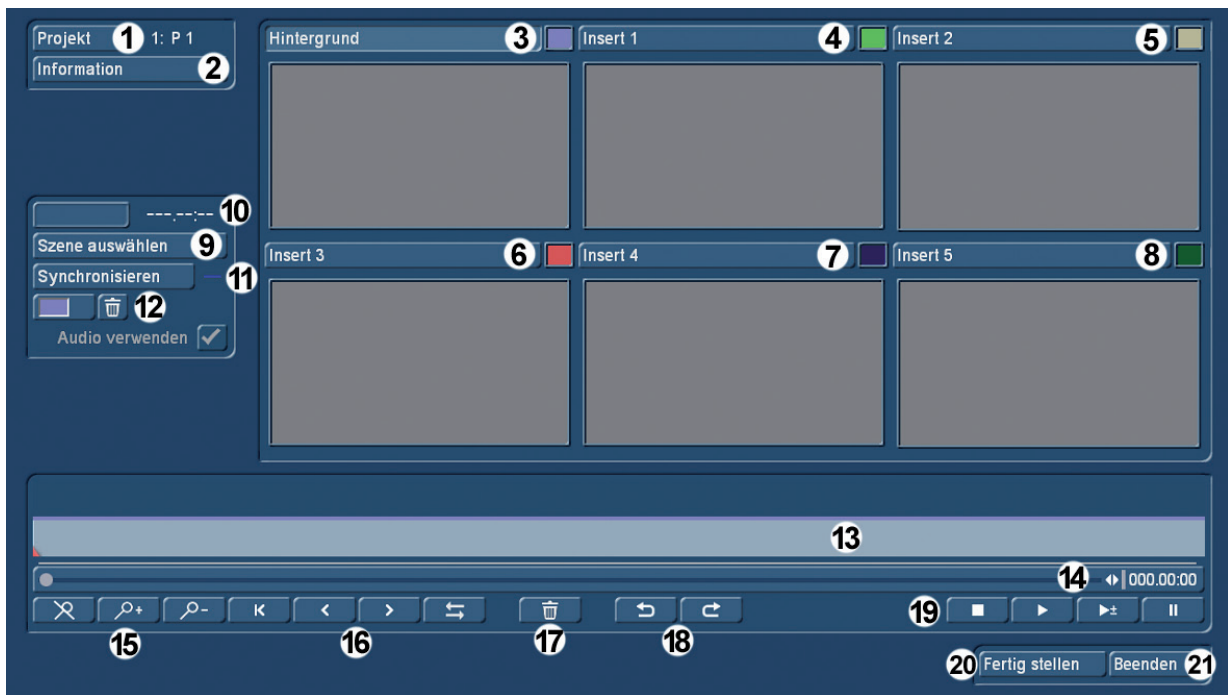 Projekt 1 1: P 1
Information 2
Hintergrund 3 Insert 1 4 Insert 2 5
---.--:-- 10
Szene auswählen 9
Synchronisieren 11
12
Audio verwenden
Insert 3 6 Insert 4 7 Insert 5 8
13
14 000.00:00
15 16 17 18 19
20 Fertig stellen Beenden 21